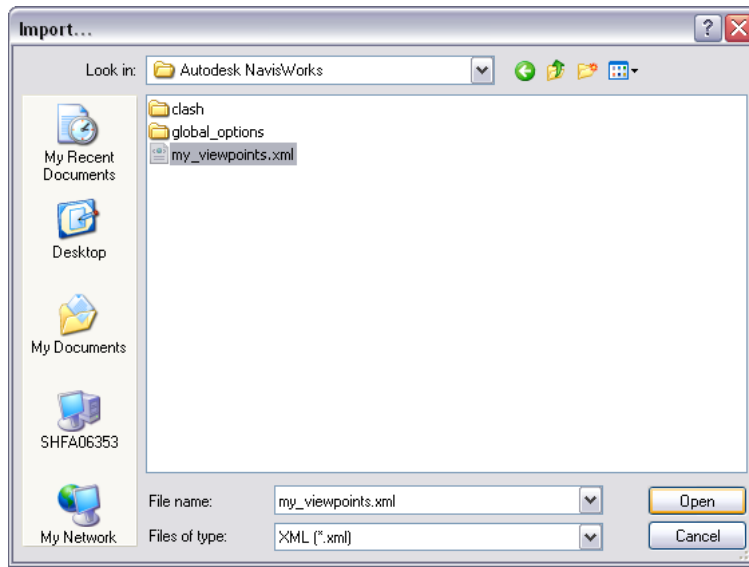 Import...
Look in:
Autodesk NavisWorks
My Recent
Documents
Desktop
My Documents
SHFA06353
My Network
clash
global_options
my_viewpoints.xml
File name:
my_viewpoints.xml
Open
Files of type:
XML (*.xml)
Cancel